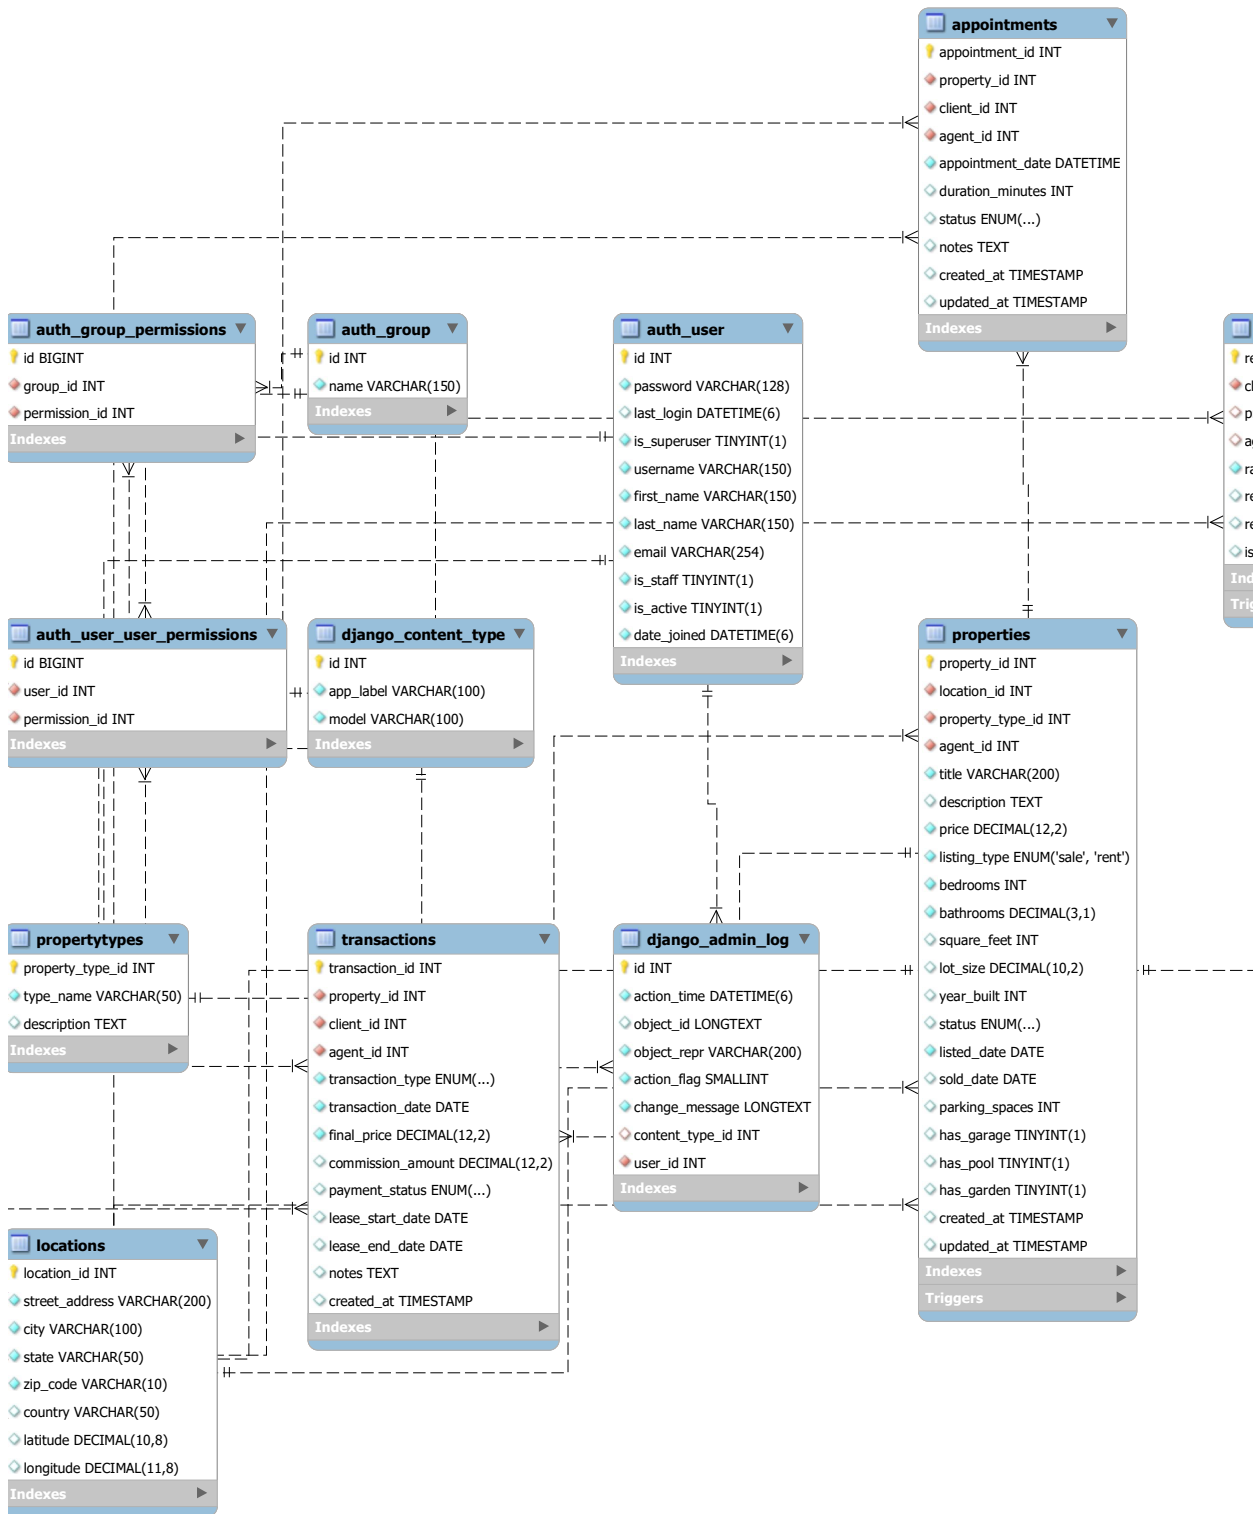 appointments
appointment_id INT
property_id INT
client_id INT
agent_id INT
appointment_date DATETIME
duration_minutes INT
status ENUM(...)
notes TEXT
created_at TIMESTAMP
updated_at TIMESTAMP
Indexes
auth_group_permissions
id BIGINT
group_id INT
permission_id INT
Indexes
auth_group
id INT
name VARCHAR(150)
Indexes
auth_user
id INT
password VARCHAR(128)
last_login DATETIME(6)
is_superuser TINYINT(1)
username VARCHAR(150)
first_name VARCHAR(150)
last_name VARCHAR(150)
email VARCHAR(254)
is_staff TINYINT(1)
is_active TINYINT(1)
date_joined DATETIME(6)
Indexes
auth_user_user_permissions
id BIGINT
user_id INT
permission_id INT
Indexes
django_content_type
id INT
app_label VARCHAR(100)
model VARCHAR(100)
Indexes
properties
property_id INT
location_id INT
property_type_id INT
agent_id INT
title VARCHAR(200)
description TEXT
price DECIMAL(12,2)
listing_type ENUM('sale', 'rent')
bedrooms INT
bathrooms DECIMAL(3,1)
square_feet INT
lot_size DECIMAL(10,2)
year_built INT
status ENUM(...)
listed_date DATE
sold_date DATE
parking_spaces INT
has_garage TINYINT(1)
has_pool TINYINT(1)
has_garden TINYINT(1)
created_at TIMESTAMP
updated_at TIMESTAMP
Indexes
Triggers
propertytypes
property_type_id INT
type_name VARCHAR(50)
description TEXT
Indexes
transactions
transaction_id INT
property_id INT
client_id INT
agent_id INT
transaction_type ENUM(...)
transaction_date DATE
final_price DECIMAL(12,2)
commission_amount DECIMAL(12,2)
payment_status ENUM(...)
lease_start_date DATE
lease_end_date DATE
notes TEXT
created_at TIMESTAMP
Indexes
django_admin_log
id INT
action_time DATETIME(6)
object_id LONGTEXT
object_repr VARCHAR(200)
action_flag SMALLINT
change_message LONGTEXT
content_type_id INT
user_id INT
Indexes
locations
location_id INT
street_address VARCHAR(200)
city VARCHAR(100)
state VARCHAR(50)
zip_code VARCHAR(10)
country VARCHAR(50)
latitude DECIMAL(10,8)
longitude DECIMAL(11,8)
Indexes